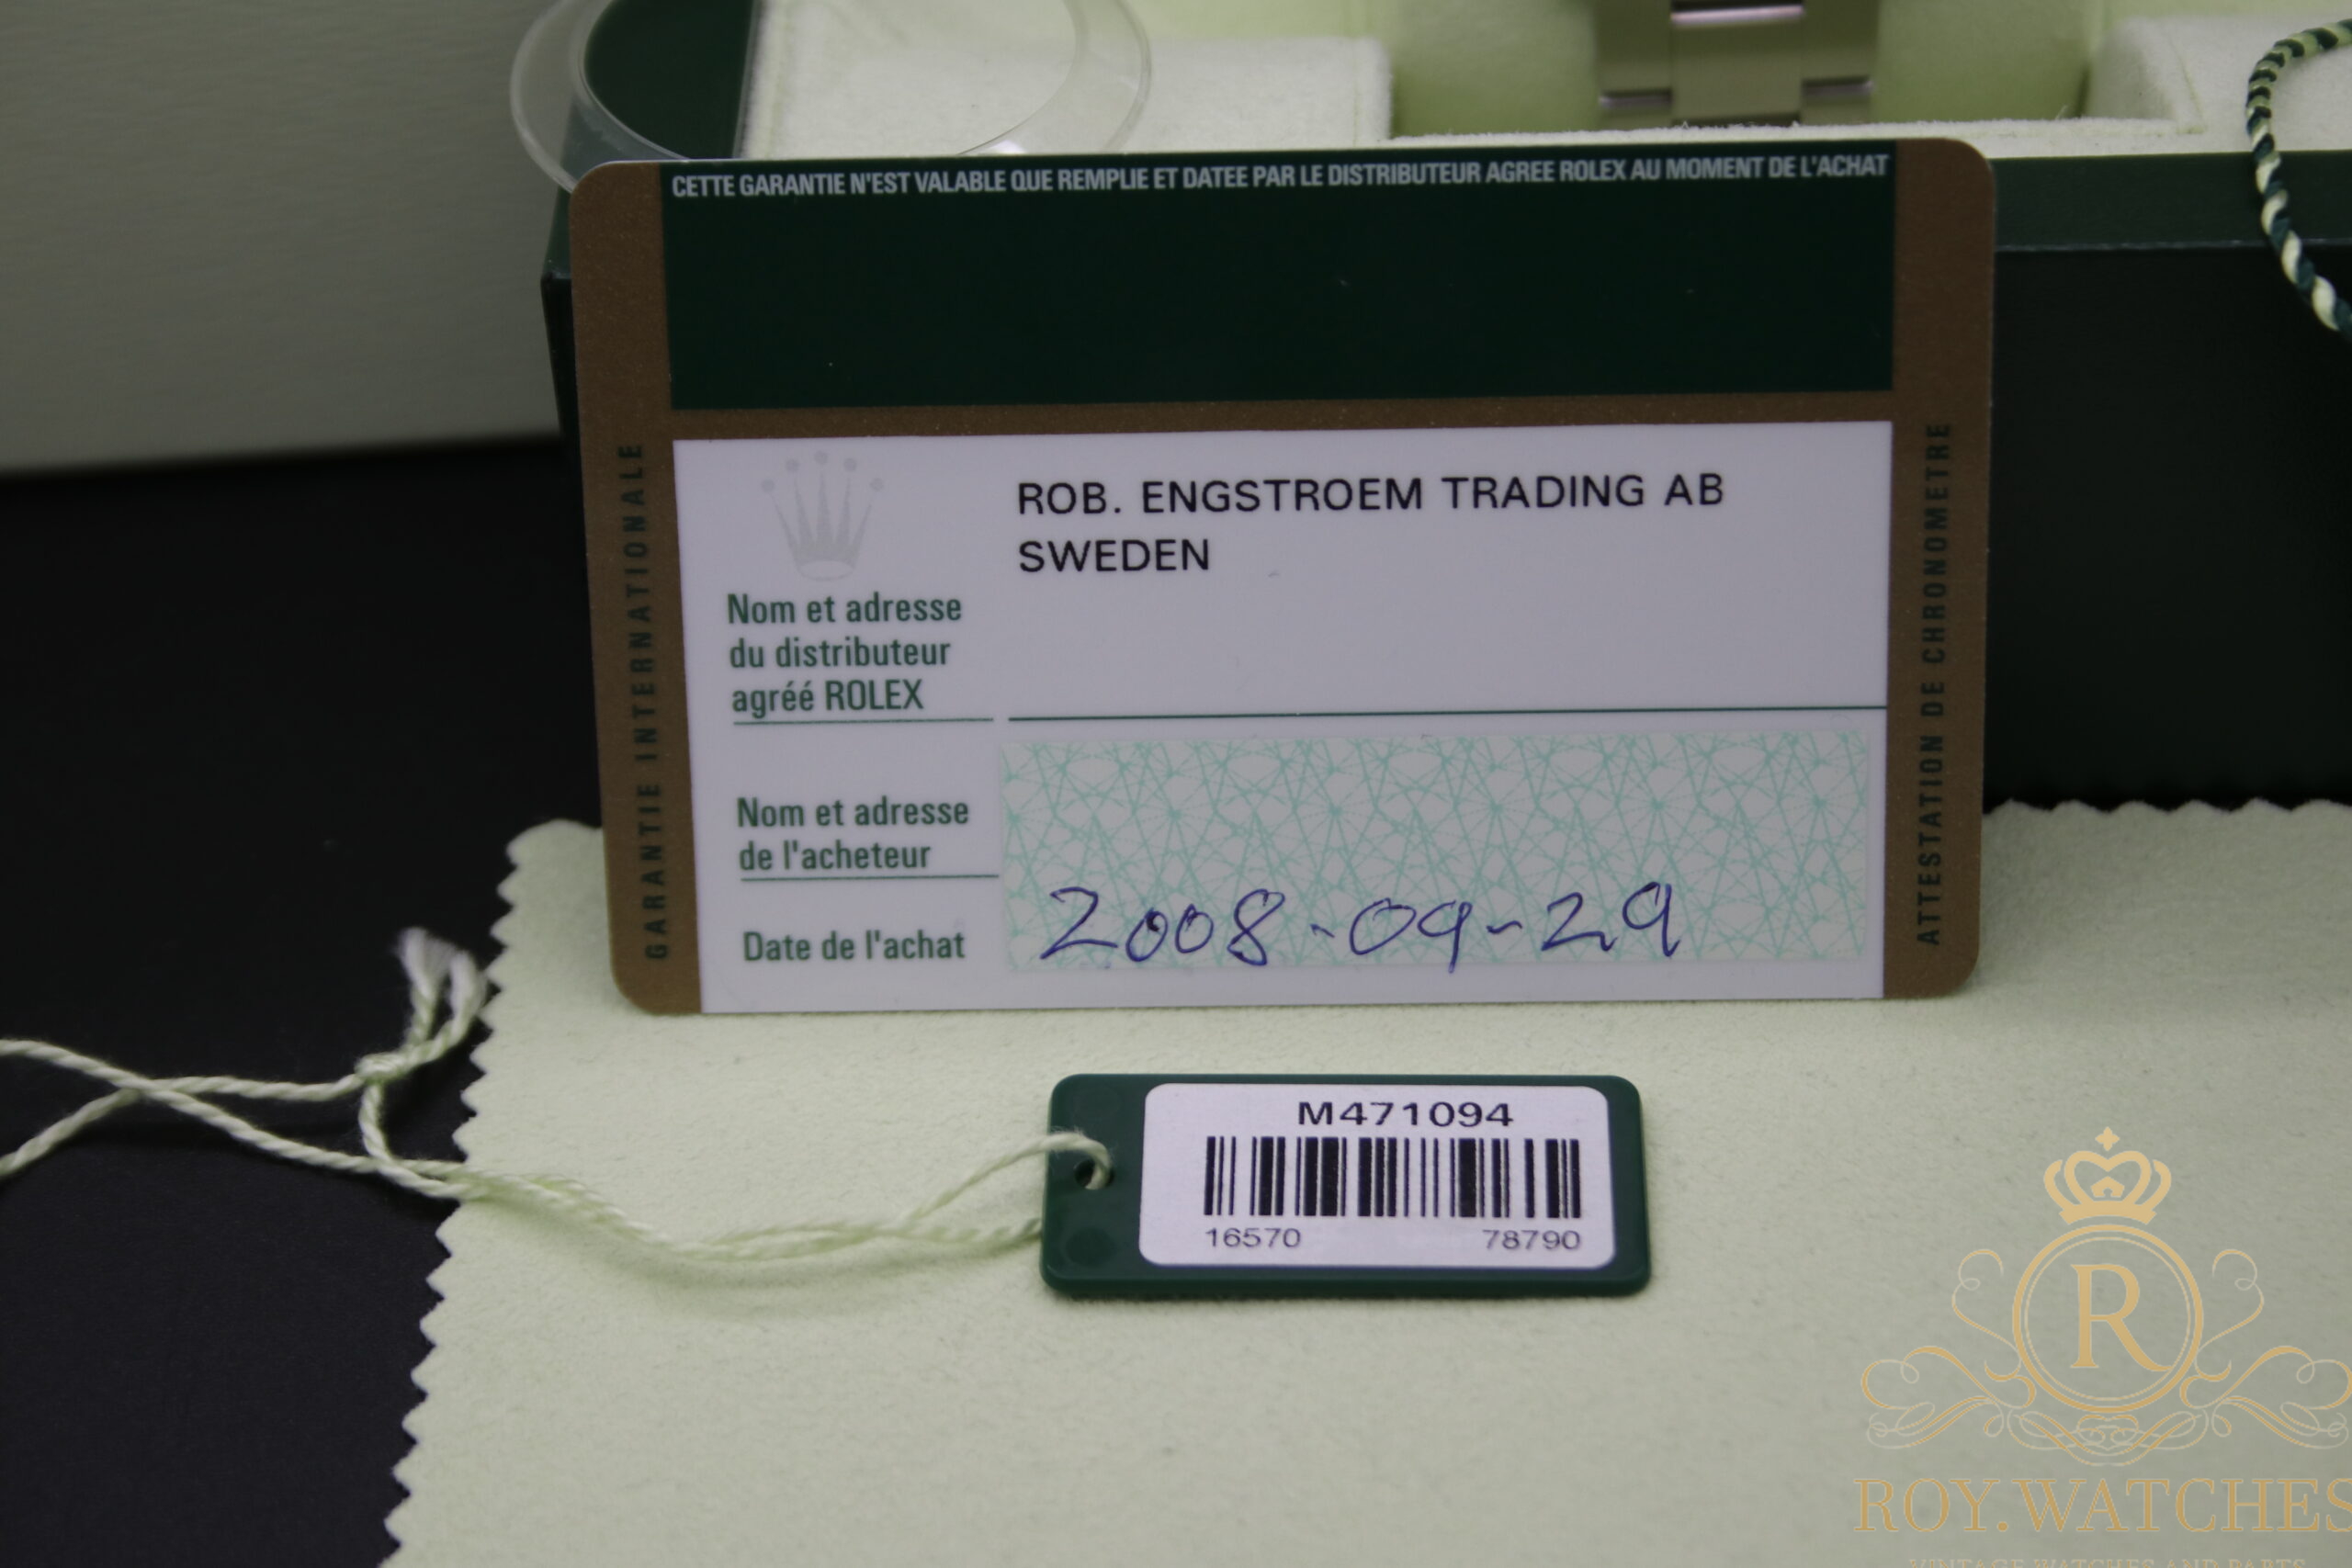 CETTE GARANTIE N'EST VALABLE QUE REMPLIE ET DATEE PAR LE DISTRIBUTEUR AGREE ROLEX AU MOMENT DE L'ACHAT
GARANTIE INTERNATIONALE
ROB. ENGSTROEM TRADING AB
SWEDEN
Nom et adresse
du distributeur
agréé ROLEX
Nom et adresse
de l'acheteur
Date de l'achat
2008-09-29
ATTESTATION DE CHRONOMETRE
M471094
16570 78790
R
ROY.WATCHES